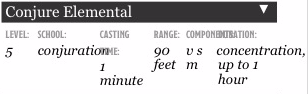 Conjure Elemental ▼
LEVEL: SCHOOL: CASTING TIME: RANGE: COMPONENTS: DURATION:
5 conjuration 1 minute 90 feet v s m concentration, up to 1 hour